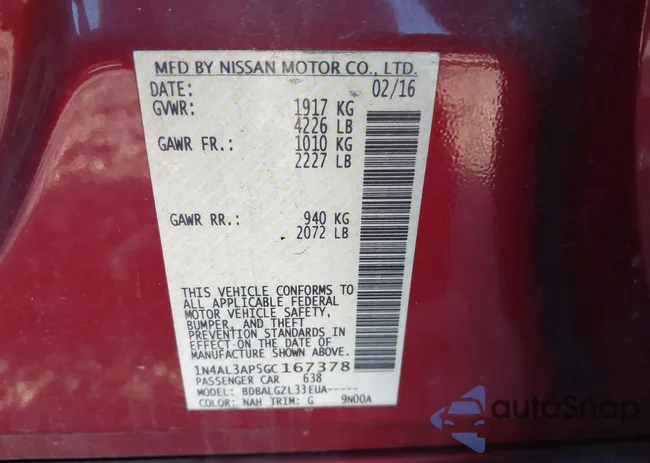 MFD BY NISSAN MOTOR CO., LTD.
DATE: 02/16
GVWR: 1917 KG
4226 LB
GAWR FR.: 1010 KG
2227 LB
GAWR RR.: 940 KG
2072 LB
THIS VEHICLE CONFORMS TO
ALL APPLICABLE FEDERAL
MOTOR VEHICLE SAFETY,
BUMPER, AND THEFT
PREVENTION STANDARDS IN
EFFECT ON THE DATE OF
MANUFACTURE SHOWN ABOVE.
1N4AL3AP5GC167378
PASSENGER CAR 638
MODEL: BDBALGZL33EUA-----
COLOR: NAH TRIM: G 9N00A
autoSnap